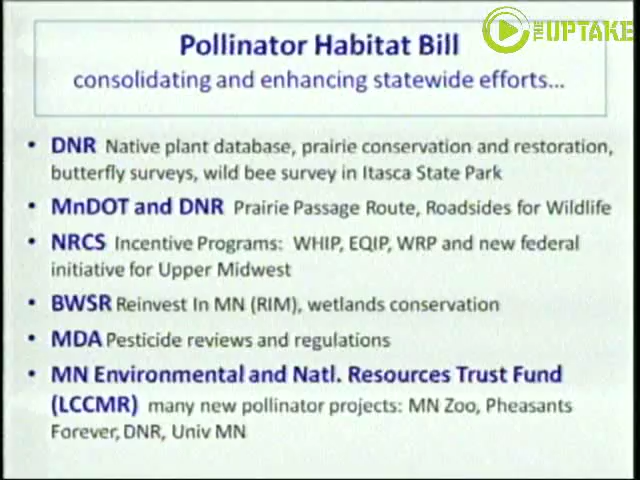 Pollinator Habitat Bill
THE UPTAKE
consolidating and enhancing statewide efforts...
• DNR Native plant database, prairie conservation and restoration,
butterfly surveys, wild bee survey in Itasca State Park
• MnDOT and DNR Prairie Passage Route, Roadsides for Wildlife
• NRCS Incentive Programs: WHIP, EQIP, WRP and new federal
initiative for Upper Midwest
• BWSR Reinvest In MN (RIM), wetlands conservation
• MDA Pesticide reviews and regulations
• MN Environmental and Natl. Resources Trust Fund
(LCCMR) many new pollinator projects: MN Zoo, Pheasants
Forever, DNR, Univ MN